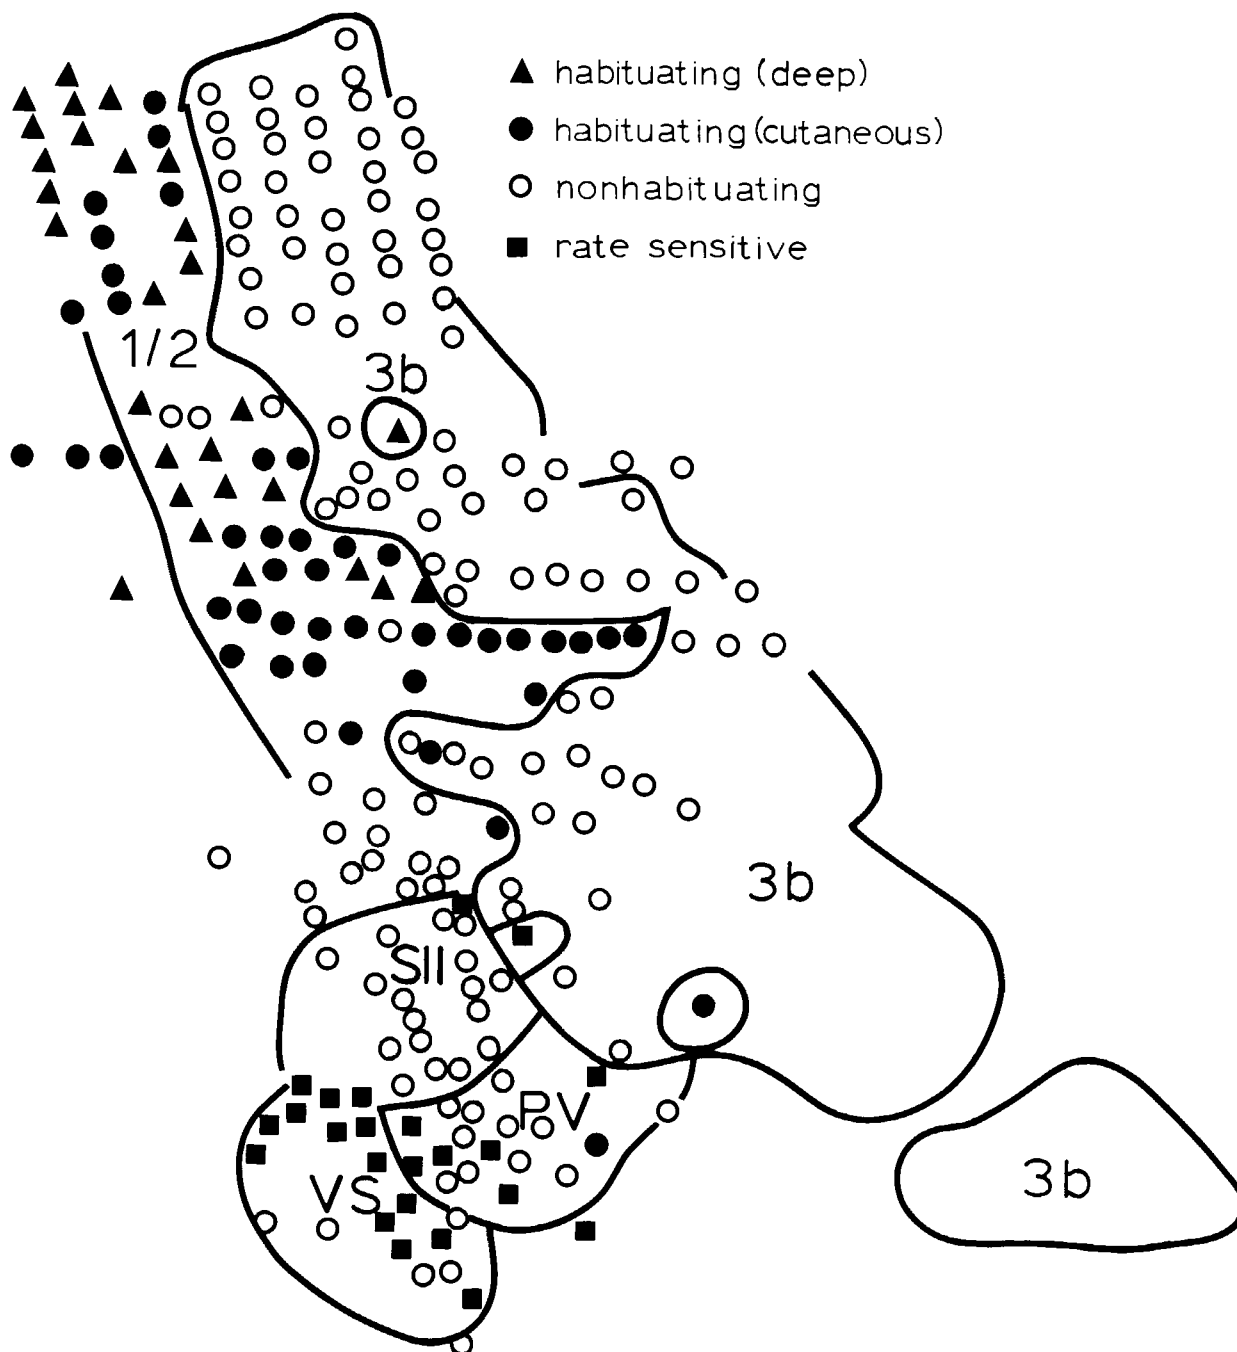 habituating (deep)
habituating (cutaneous)
nonhabituating
rate sensitive
1/2
3b
3b
SII
PV
VS
3b